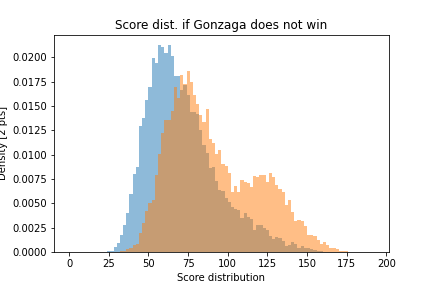 Score dist. if Gonzaga does not win
Density [2 pts]
0.0200
0.0175
0.0150
0.0125
0.0100
0.0075
0.0050
0.0025
0.0000
0 25 50 75 100 125 150 175 200
Score distribution